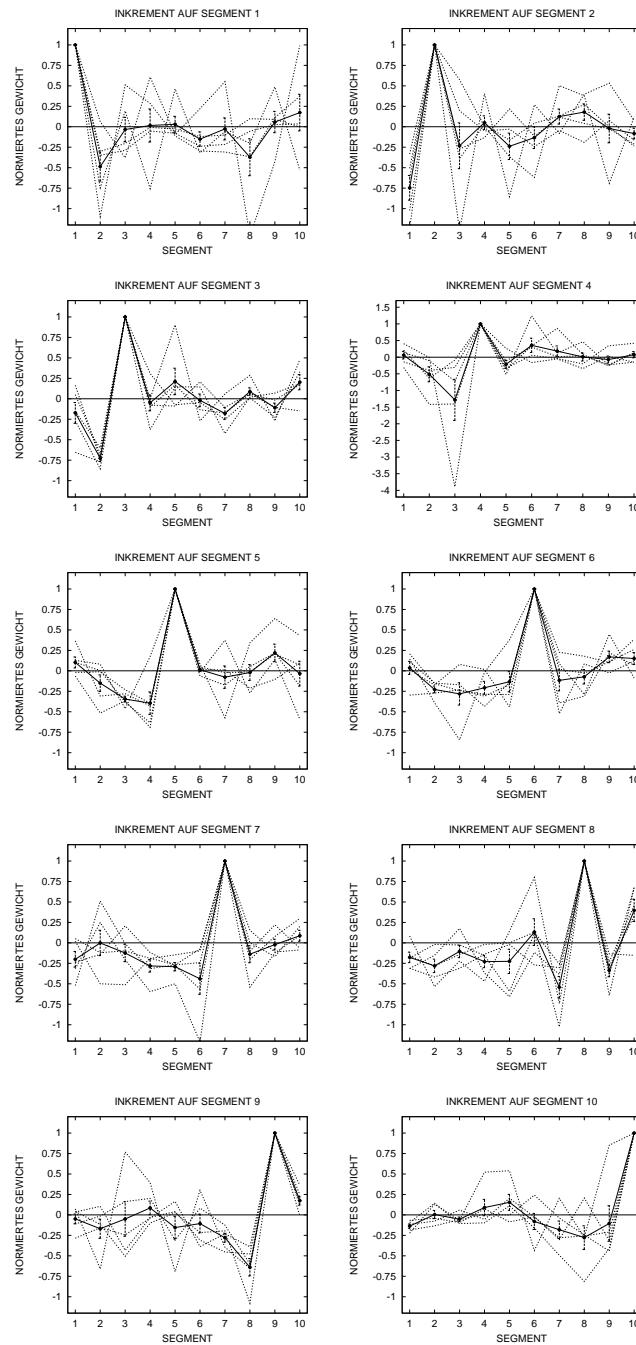 INKREMENT AUF SEGMENT 1
NORMIERTES GEWICHT
1
0.75
0.5
0.25
0
-0.25
-0.5
-0.75
-1
1 2 3 4 5 6 7 8 9 10
SEGMENT
INKREMENT AUF SEGMENT 2
NORMIERTES GEWICHT
1
0.75
0.5
0.25
0
-0.25
-0.5
-0.75
-1
1 2 3 4 5 6 7 8 9 10
SEGMENT
INKREMENT AUF SEGMENT 3
NORMIERTES GEWICHT
1
0.75
0.5
0.25
0
-0.25
-0.5
-0.75
-1
1 2 3 4 5 6 7 8 9 10
SEGMENT
INKREMENT AUF SEGMENT 4
NORMIERTES GEWICHT
1.5
1
0.5
0
-0.5
-1
-1.5
-2
-2.5
-3
-3.5
-4
1 2 3 4 5 6 7 8 9 10
SEGMENT
INKREMENT AUF SEGMENT 5
NORMIERTES GEWICHT
1
0.75
0.5
0.25
0
-0.25
-0.5
-0.75
-1
1 2 3 4 5 6 7 8 9 10
SEGMENT
INKREMENT AUF SEGMENT 6
NORMIERTES GEWICHT
1
0.75
0.5
0.25
0
-0.25
-0.5
-0.75
-1
1 2 3 4 5 6 7 8 9 10
SEGMENT
INKREMENT AUF SEGMENT 7
NORMIERTES GEWICHT
1
0.75
0.5
0.25
0
-0.25
-0.5
-0.75
-1
1 2 3 4 5 6 7 8 9 10
SEGMENT
INKREMENT AUF SEGMENT 8
NORMIERTES GEWICHT
1
0.75
0.5
0.25
0
-0.25
-0.5
-0.75
-1
1 2 3 4 5 6 7 8 9 10
SEGMENT
INKREMENT AUF SEGMENT 9
NORMIERTES GEWICHT
1
0.75
0.5
0.25
0
-0.25
-0.5
-0.75
-1
1 2 3 4 5 6 7 8 9 10
SEGMENT
INKREMENT AUF SEGMENT 10
NORMIERTES GEWICHT
1
0.75
0.5
0.25
0
-0.25
-0.5
-0.75
-1
1 2 3 4 5 6 7 8 9 10
SEGMENT